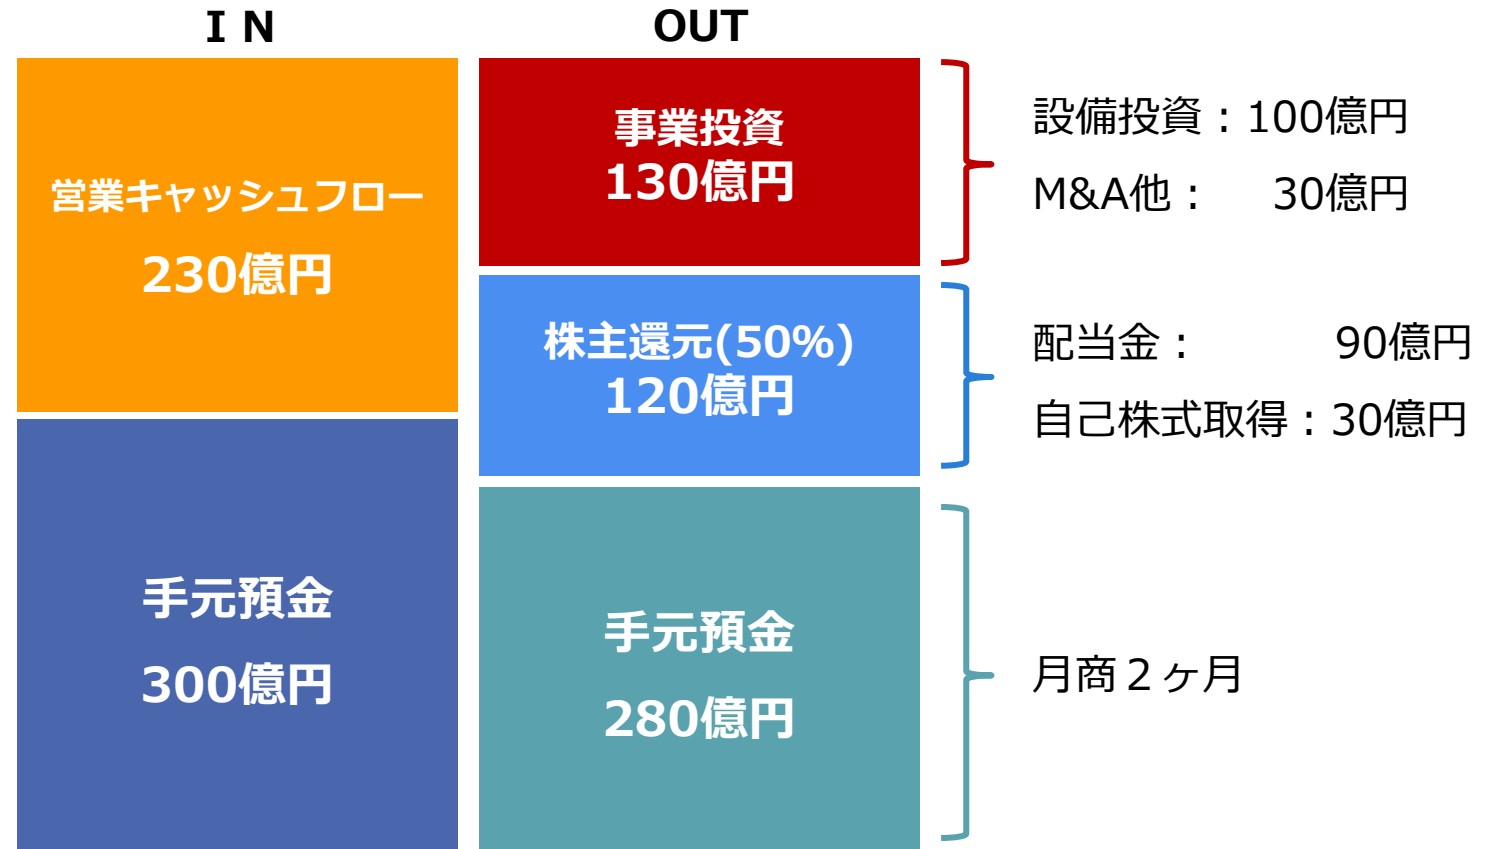 ＩＮ
OUT
営業キャッシュフロー
230億円
手元預金
300億円
事業投資
130億円
株主還元(50%)
120億円
手元預金
280億円
設備投資：100億円
M&A他：　30億円
配当金：　　　90億円
自己株式取得：30億円
月商２ヶ月